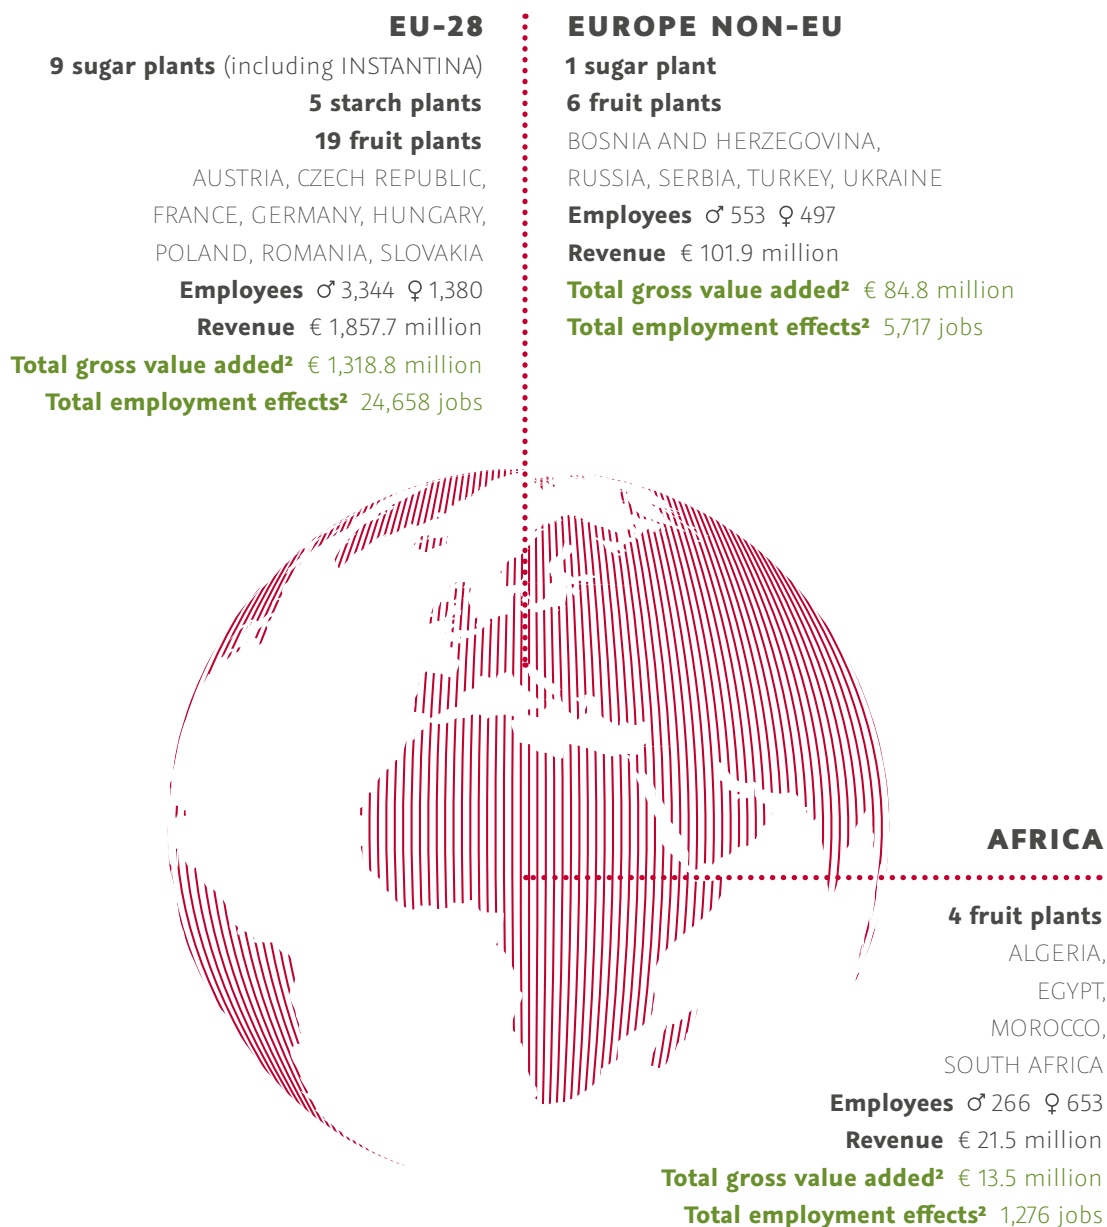 EU-28
9 sugar plants (including INSTANTINA)
5 starch plants
19 fruit plants
AUSTRIA, CZECH REPUBLIC,
FRANCE, GERMANY, HUNGARY,
POLAND, ROMANIA, SLOVAKIA
Employees ♂ 3,344 ♀ 1,380
Revenue € 1,857.7 million
Total gross value added² € 1,318.8 million
Total employment effects² 24,658 jobs
EUROPE NON-EU
1 sugar plant
6 fruit plants
BOSNIA AND HERZEGOVINA,
RUSSIA, SERBIA, TURKEY, UKRAINE
Employees ♂ 553 ♀ 497
Revenue € 101.9 million
Total gross value added² € 84.8 million
Total employment effects² 5,717 jobs
AFRICA
4 fruit plants
ALGERIA,
EGYPT,
MOROCCO,
SOUTH AFRICA
Employees ♂ 266 ♀ 653
Revenue € 21.5 million
Total gross value added² € 13.5 million
Total employment effects² 1,276 jobs